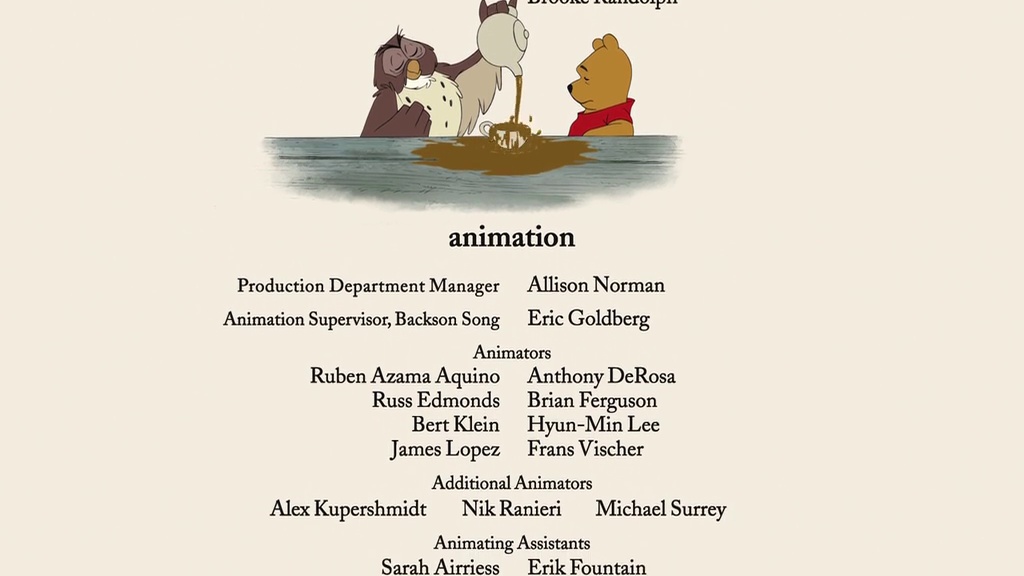 Brooke Randolph
animation
Production Department Manager Allison Norman
Animation Supervisor, Backson Song Eric Goldberg
Animators
Ruben Azama Aquino Anthony DeRosa
Russ Edmonds Brian Ferguson
Bert Klein Hyun-Min Lee
James Lopez Frans Vischer
Additional Animators
Alex Kupershmidt Nik Ranieri Michael Surrey
Animating Assistants
Sarah Airriess Erik Fountain